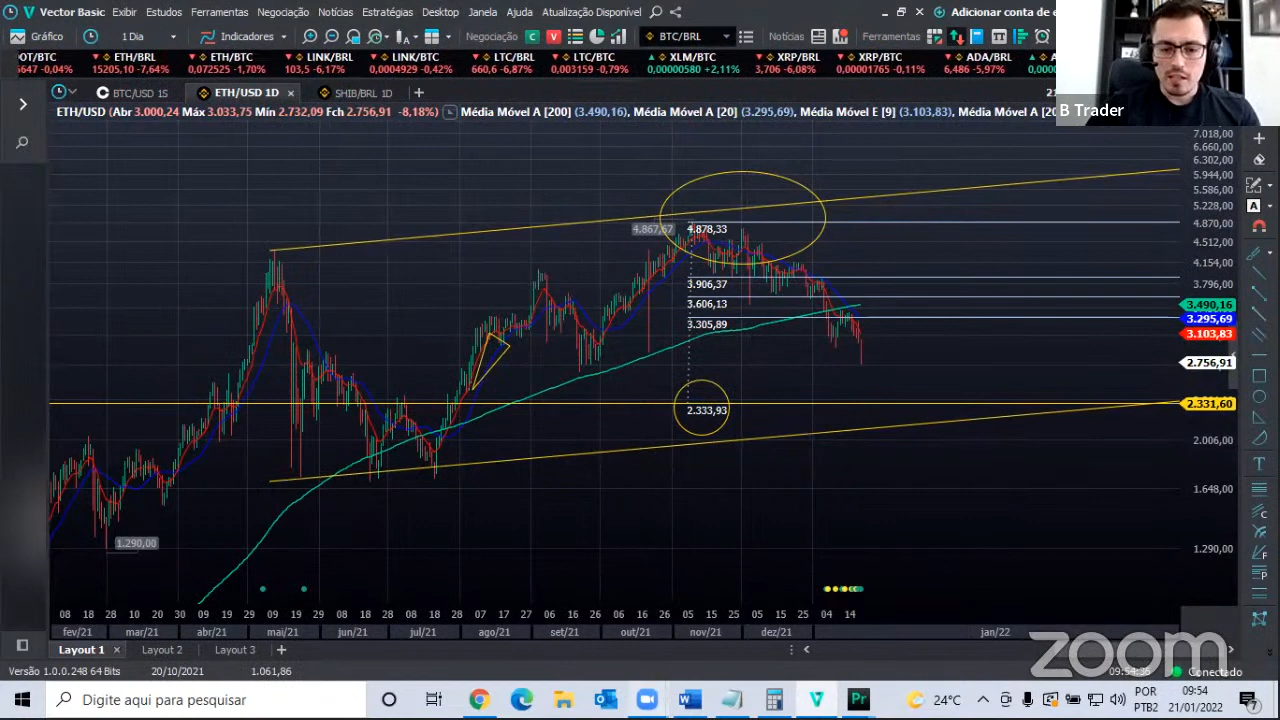 Vector Basic Exibir Estudos Ferramentas Negociação Notícias Estratégias Desktop Janela Ajuda Atualização Disponível Adicionar conta de
Gráfico 1 Dia Indicadores Negociação C V BTC/BRL Notícias Ferramentas
OT/BTC ETH/BRL ETH/BTC LINK/BRL LINK/BTC LTC/BRL LTC/BTC XLM/BTC XRP/BRL XRP/BTC ADA/BRL
5647 -0,04% 15205,10 -7,64% 0,072525 -1,70% 103,5 -6,17% 0,0004929 -0,42% 660,6 -6,87% 0,003159 -0,79% 0,00000580 +2,11% 3,706 -6,08% 0,00001765 -0,11% 6,486 -5,97%
BTC/USD 1S ETH/USD 1D SHIB/BRL 1D
B Trader
ETH/USD (Abr 3.000,24 Máx 3.033,75 Mín 2.732,09 Fch 2.756,91 -8,18%) Média Móvel A [200] (3.490,16), Média Móvel A [20] (3.295,69), Média Móvel E [9] (3.103,83), Média Móvel A [20
7.018,00
6.660,00
6.302,00
5.944,00
5.586,00
5.228,00
4.870,00
4.867,67 4.878,33
4.512,00
4.154,00
3.906,37 3.796,00
3.606,13 3.490,16
3.305,89 3.295,69
3.103,83
2.756,91
2.333,93 2.331,60
2.006,00
1.648,00
1.290,00 1.290,00
08 18 28 10 20 30 09 19 29 09 19 29 08 18 28 08 18 28 07 17 27 06 16 26 06 16 26 05 15 25 05 15 25 04 14
fev/21 mar/21 abr/21 mai/21 jun/21 jul/21 ago/21 set/21 out/21 nov/21 dez/21 jan/22
Layout 1 Layout 2 Layout 3
zoom
Versão 1.0.0.248 64 Bits 20/10/2021 1.061,86 Conectado
Digite aqui para pesquisar 24°C POR 09:54
PTB2 21/01/2022